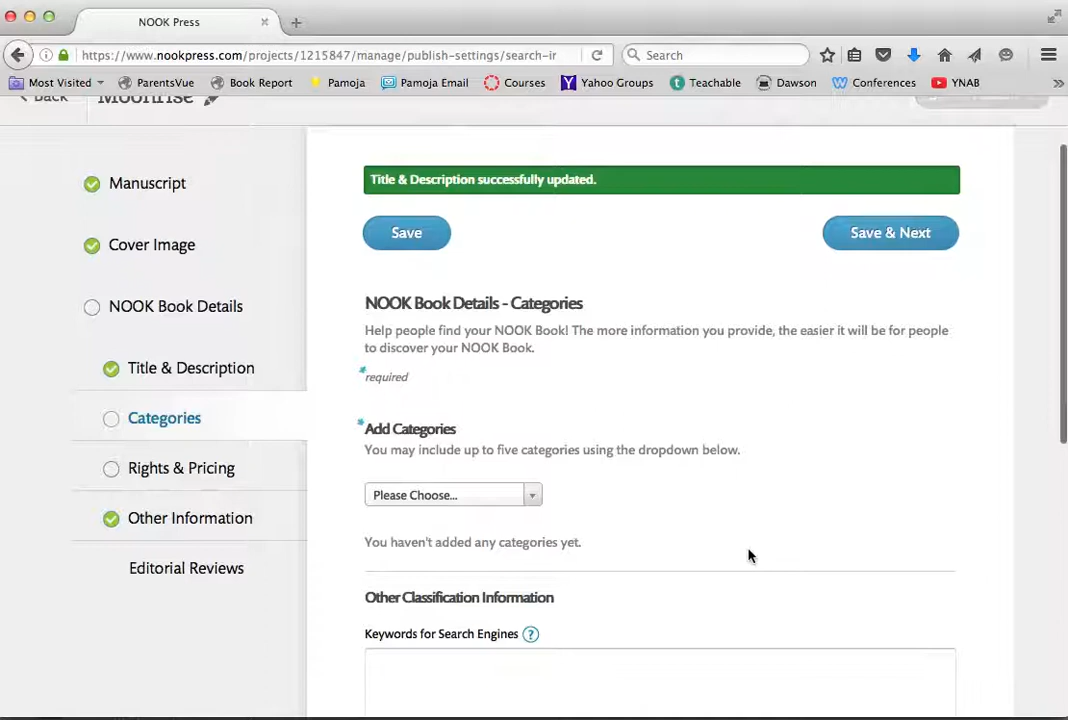 NOOK Press
https://www.nookpress.com/projects/1215847/manage/publish-settings/search-ir
Search
Most Visited ParentsVue Book Report Pamoja Pamoja Email Courses Yahoo Groups Teachable Dawson Conferences YNAB »
Back Moonrise
Manuscript
Cover Image
NOOK Book Details
Title & Description
Categories
Rights & Pricing
Other Information
Editorial Reviews
Title & Description successfully updated.
Save Save & Next
NOOK Book Details - Categories
Help people find your NOOK Book! The more information you provide, the easier it will be for people
to discover your NOOK Book.
* required
* Add Categories
You may include up to five categories using the dropdown below.
Please Choose...
You haven't added any categories yet.
Other Classification Information
Keywords for Search Engines ?